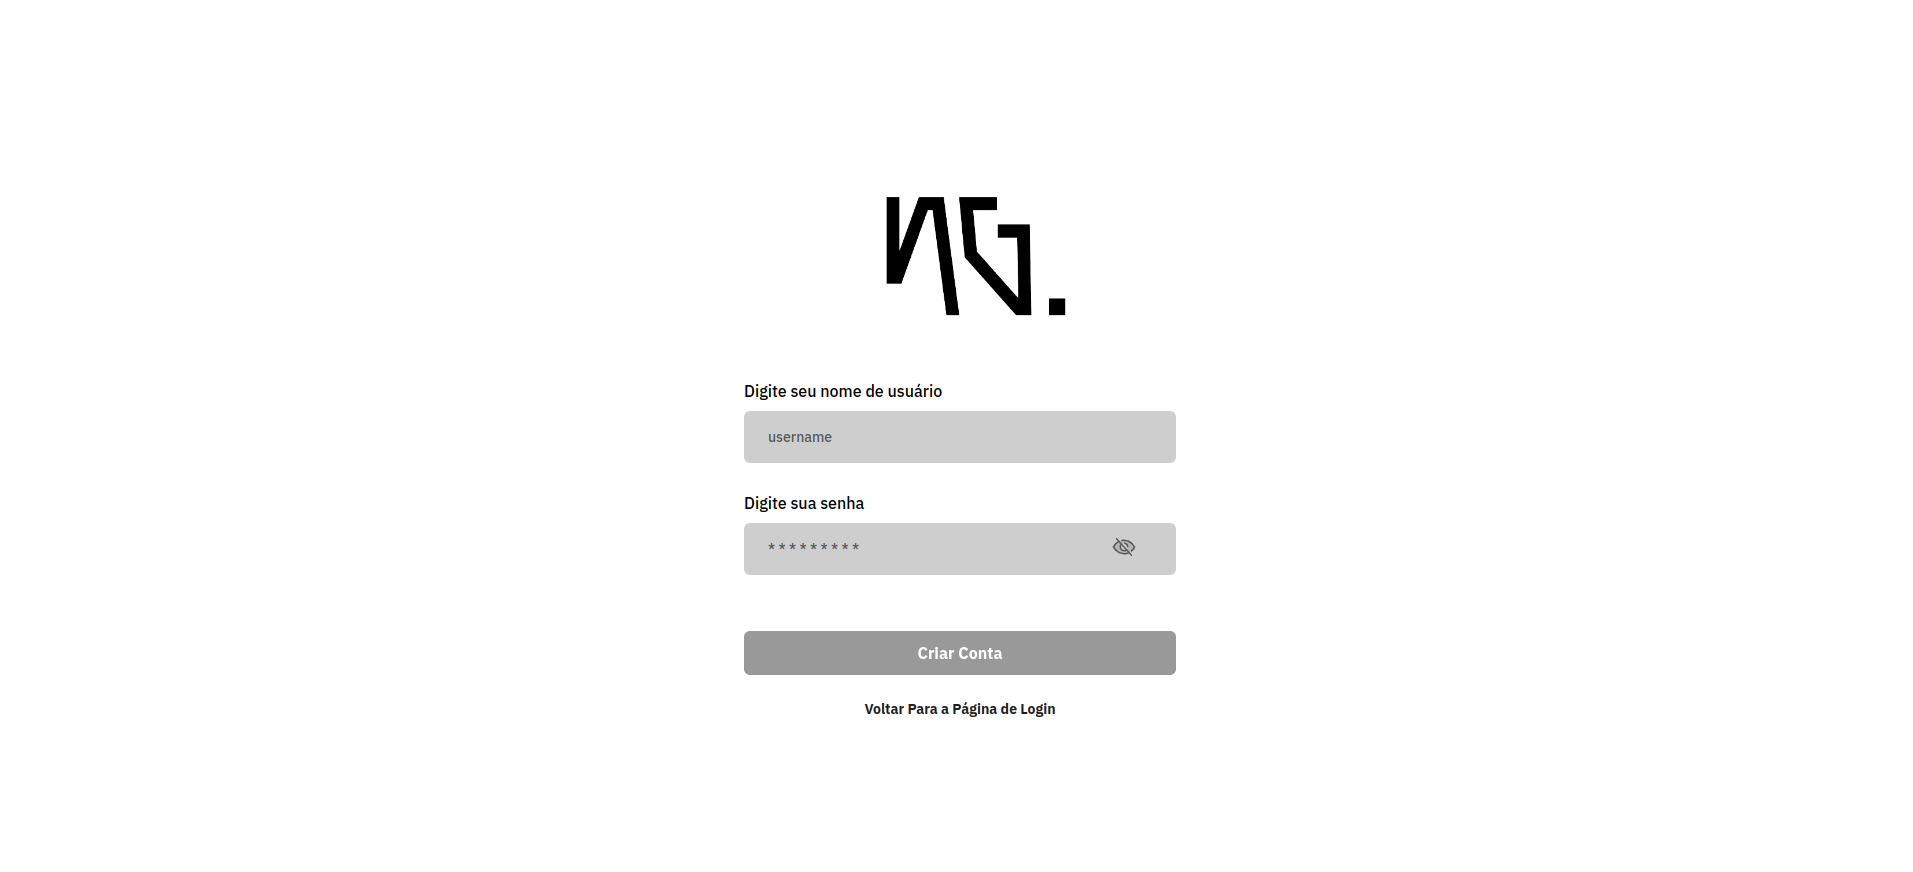 NG.
Digite seu nome de usuário
username
Digite sua senha
*********
Criar Conta
Voltar Para a Página de Login